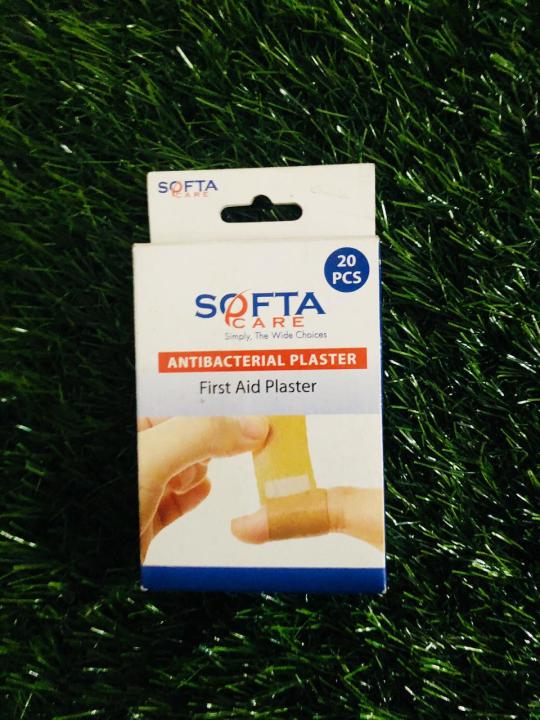 SOFTA
CARE
20
PCS
SOFTA
CARE
Simply, The Wide Choices
ANTIBACTERIAL PLASTER
First Aid Plaster